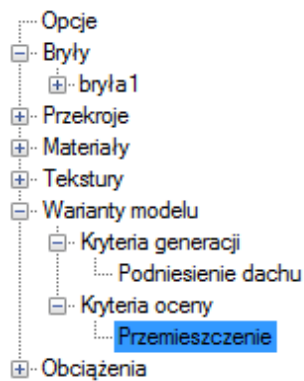 Opcje
Bryły
bryła1
Przekroje
Materiały
Tekstury
Warianty modelu
Kryteria generacji
Podniesienie dachu
Kryteria oceny
Przemieszczenie
Obciążenia